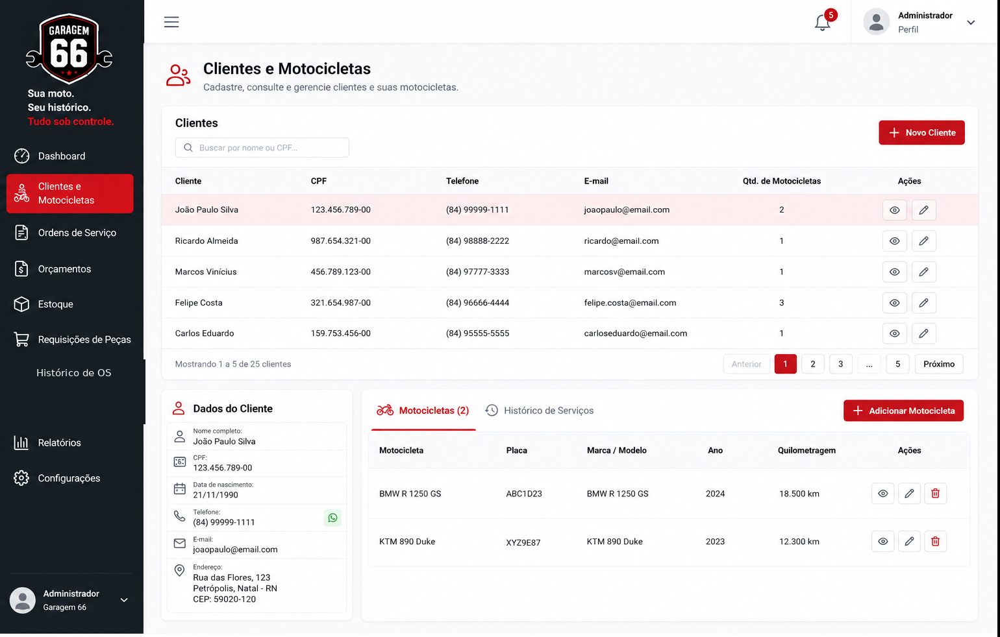 GARAGEM
66
Sua moto.
Seu histórico.
Tudo sob controle.
Dashboard
Clientes e
Motocicletas
Ordens de Serviço
Orçamentos
Estoque
Requisições de Peças
Histórico de OS
Relatórios
Configurações
Administrador
Garagem 66
5
Administrador
Perfil
Clientes e Motocicletas
Cadastre, consulte e gerencie clientes e suas motocicletas.
Clientes
Buscar por nome ou CPF...
+ Novo Cliente
Cliente CPF Telefone E-mail Qtd. de Motocicletas Ações
João Paulo Silva 123.456.789-00 (84) 99999-1111 joaopaulo@email.com 2
Ricardo Almeida 987.654.321-00 (84) 98888-2222 ricardo@email.com 1
Marcos Vinícius 456.789.123-00 (84) 97777-3333 marcosv@email.com 1
Felipe Costa 321.654.987-00 (84) 96666-4444 felipe.costa@email.com 3
Carlos Eduardo 159.753.456-00 (84) 95555-5555 carloseduardo@email.com 1
Mostrando 1 a 5 de 25 clientes
Anterior 1 2 3 ... 5 Próximo
Dados do Cliente
Nome completo:
João Paulo Silva
CPF:
123.456.789-00
Data de nascimento:
21/11/1990
Telefone:
(84) 99999-1111
E-mail:
joaopaulo@email.com
Endereço:
Rua das Flores, 123
Petrópolis, Natal - RN
CEP: 59020-120
Motocicletas (2)
Histórico de Serviços
+ Adicionar Motocicleta
Motocicleta Placa Marca / Modelo Ano Quilometragem Ações
BMW R 1250 GS ABC1D23 BMW R 1250 GS 2024 18.500 km
KTM 890 Duke XYZ9E87 KTM 890 Duke 2023 12.300 km